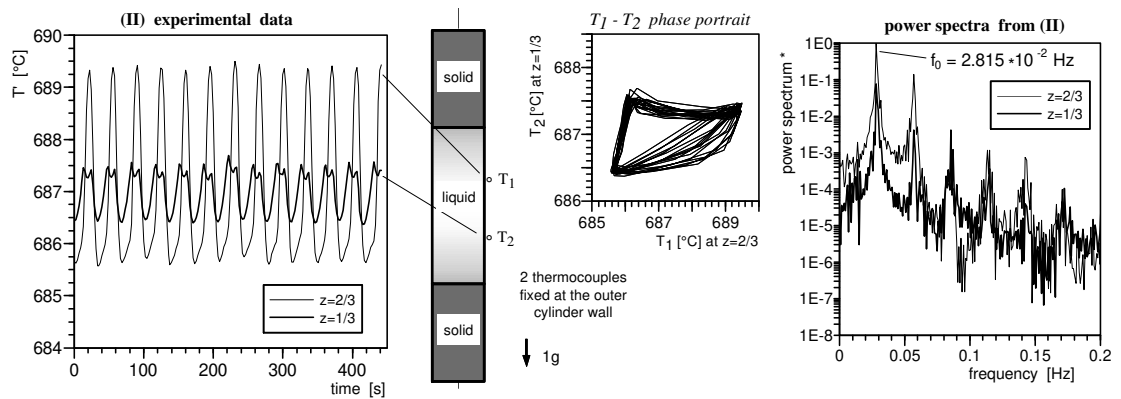 (II) experimental data
T' [°C]
690
689
688
687
686
685
684
z=2/3
z=1/3
0
50
100
150
200
250
300
350
400
450
time [s]
solid
liquid
solid
T1
T2
T1 - T2 phase portrait
T2 [°C] at z=1/3
688
687
686
685
687
689
T1 [°C] at z=2/3
2 thermocouples
fixed at the outer
cylinder wall
1g
power spectra from (II)
power spectrum *
1E0
1E-1
1E-2
1E-3
1E-4
1E-5
1E-6
1E-7
1E-8
f0 = 2.815 *10-2 Hz
z=2/3
z=1/3
0
0.05
0.1
0.15
0.2
frequency [Hz]